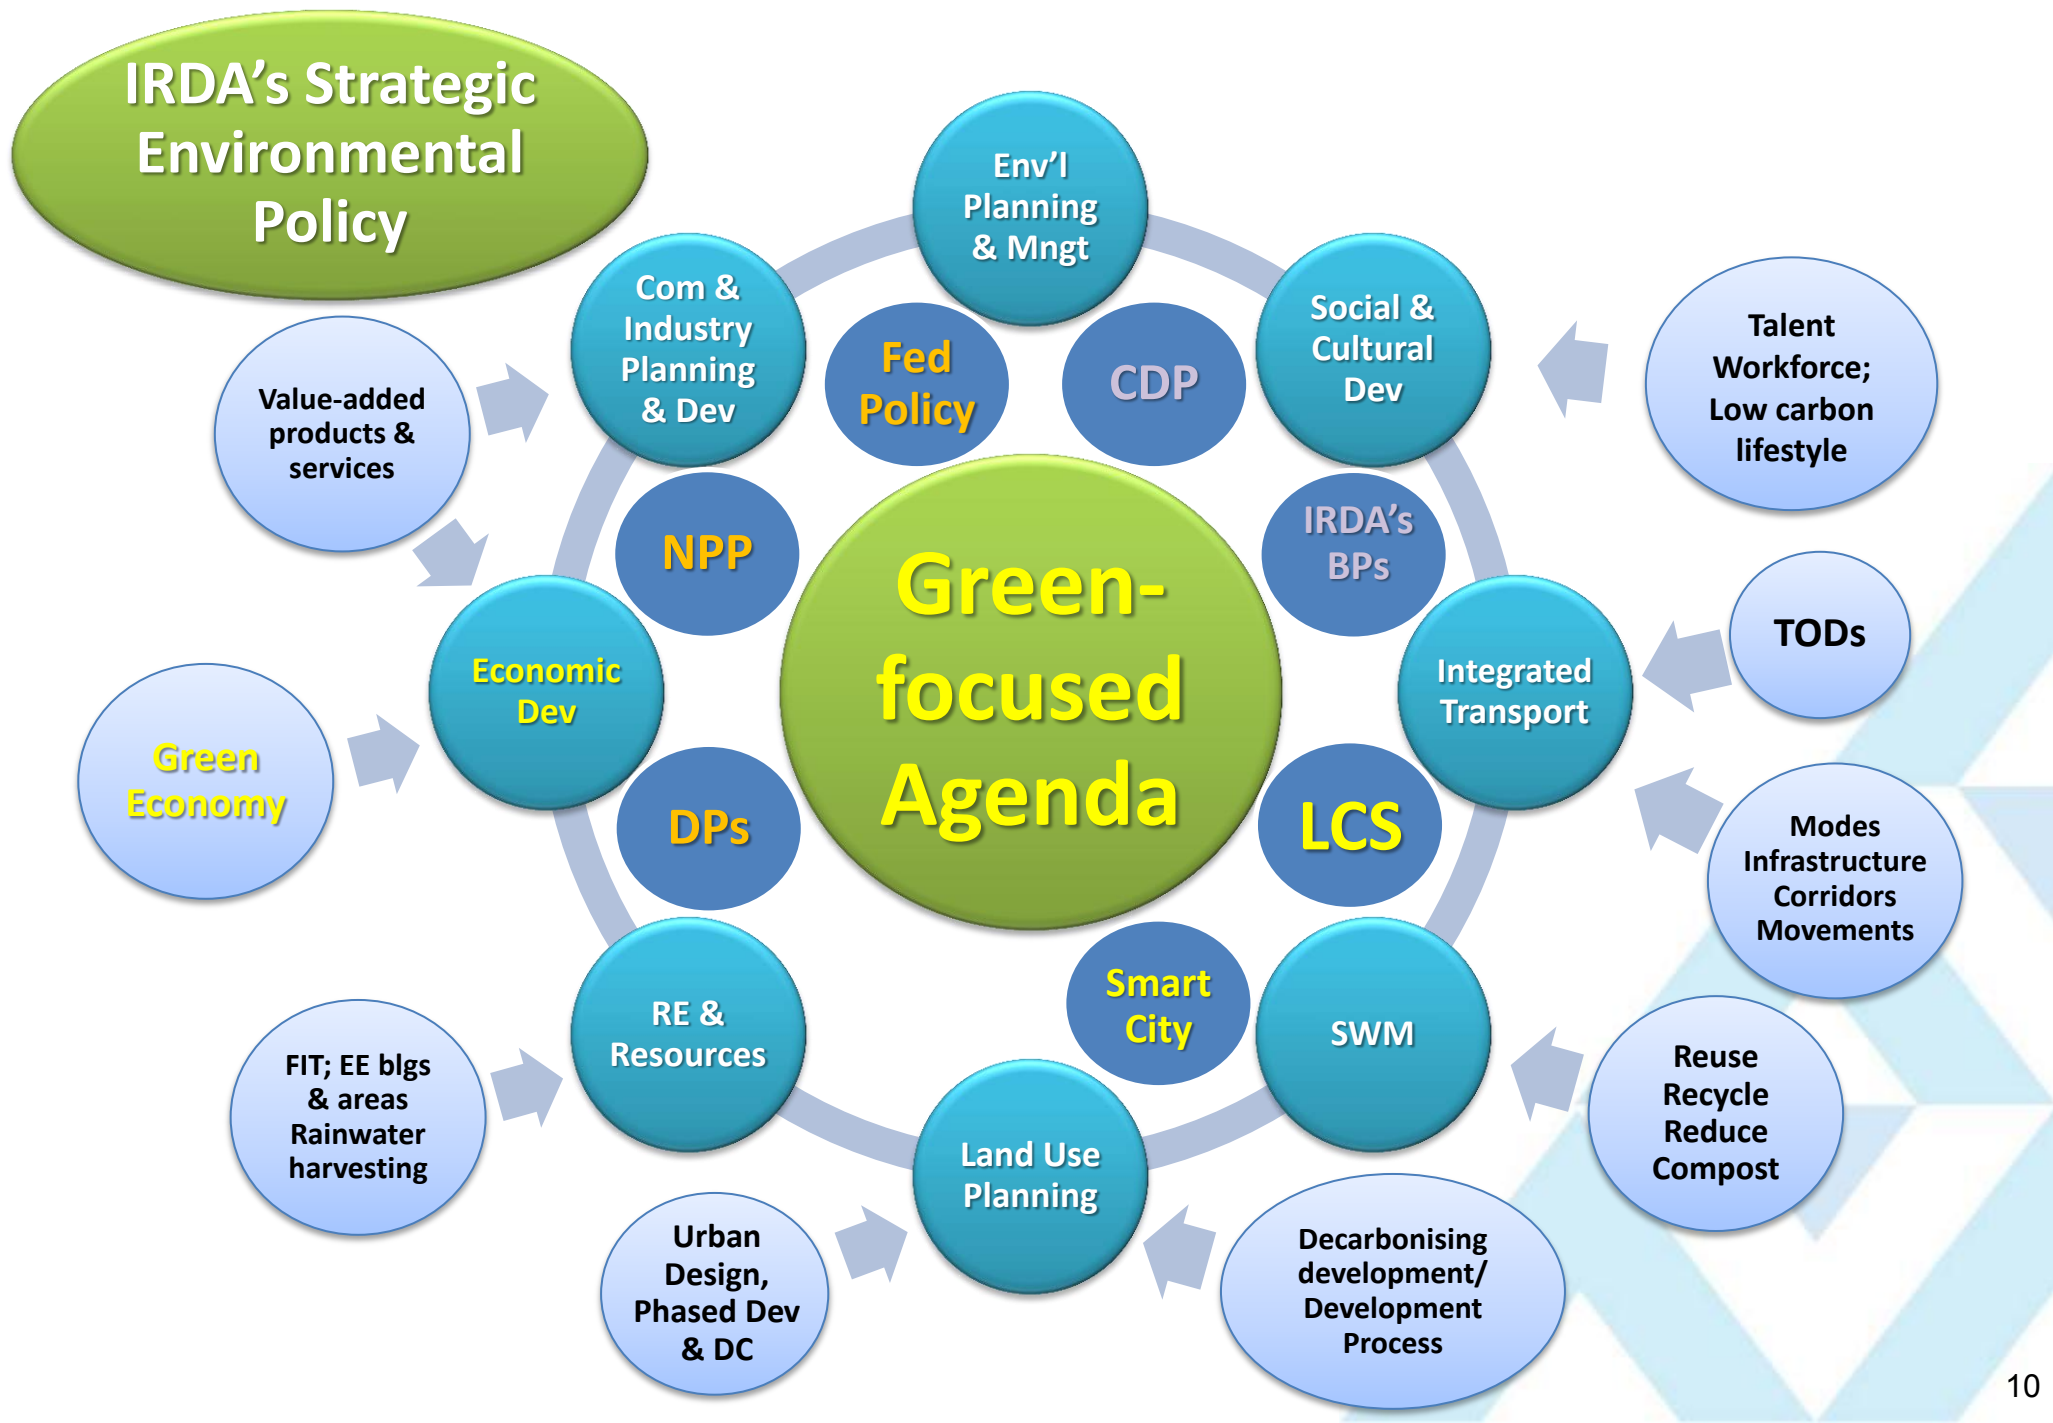 IRDA's Strategic
Environmental
Policy
Env'l
Planning
& Mngt
Com &
Industry
Planning
& Dev
Social &
Cultural
Dev
Talent
Workforce;
Low carbon
lifestyle
Value-added
products &
services
Fed
Policy
CDP
NPP
IRDA's
BPs
Green-
focused
Agenda
TODs
Economic
Dev
Integrated
Transport
Green
Economy
DPs
LCS
Modes
Infrastructure
Corridors
Movements
Smart
City
RE &
Resources
SWM
FIT; EE blgs
& areas
Rainwater
harvesting
Reuse
Recycle
Reduce
Compost
Land Use
Planning
Urban
Design,
Phased Dev
& DC
Decarbonising
development/
Development
Process
10